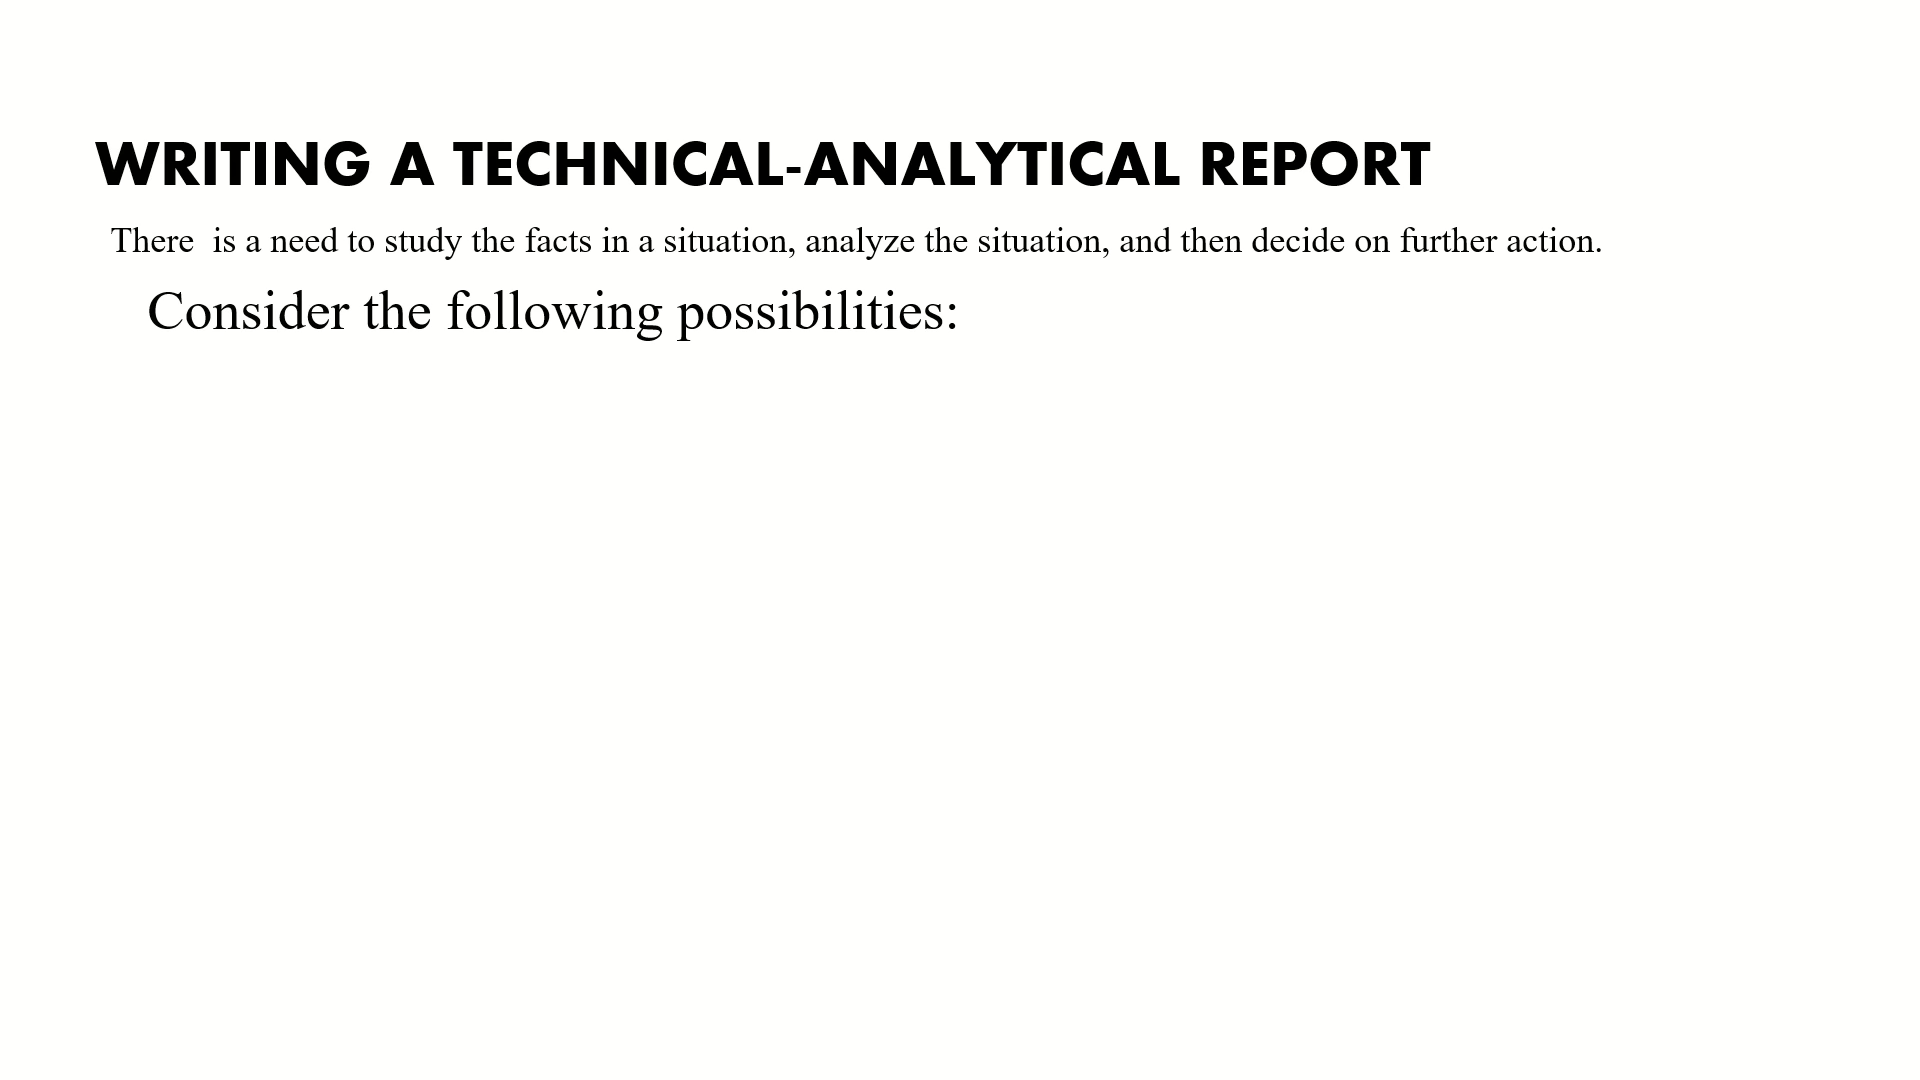 WRITING A TECHNICAL-ANALYTICAL REPORT
There  is a need to study the facts in a situation, analyze the situation, and then decide on further action.
Consider the following possibilities: